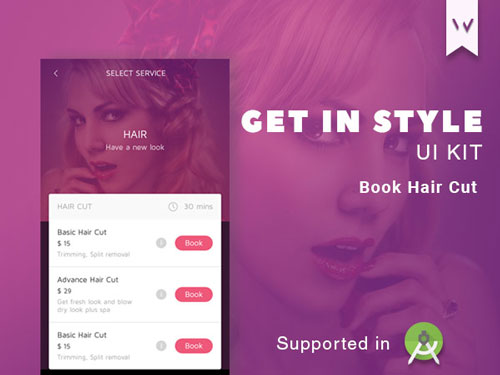 SELECT SERVICE
HAIR
Have a new look
HAIR CUT 30 mins
Basic Hair Cut
$ 15
Book
Trimming, Split removal
Advance Hair Cut
$ 29
Book
Get fresh look and blow
dry look plus spa
Basic Hair Cut
$ 15
Book
Trimming, Split removal
GET IN STYLE
UI KIT
Book Hair Cut
Supported in